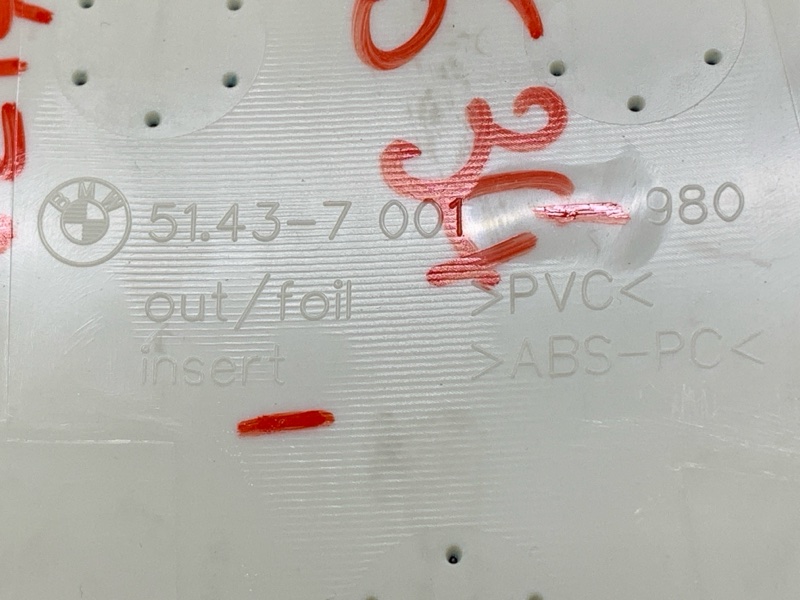 BMW
51.43-7 001 980
out/foil >PVC<
insert >ABS-PC<